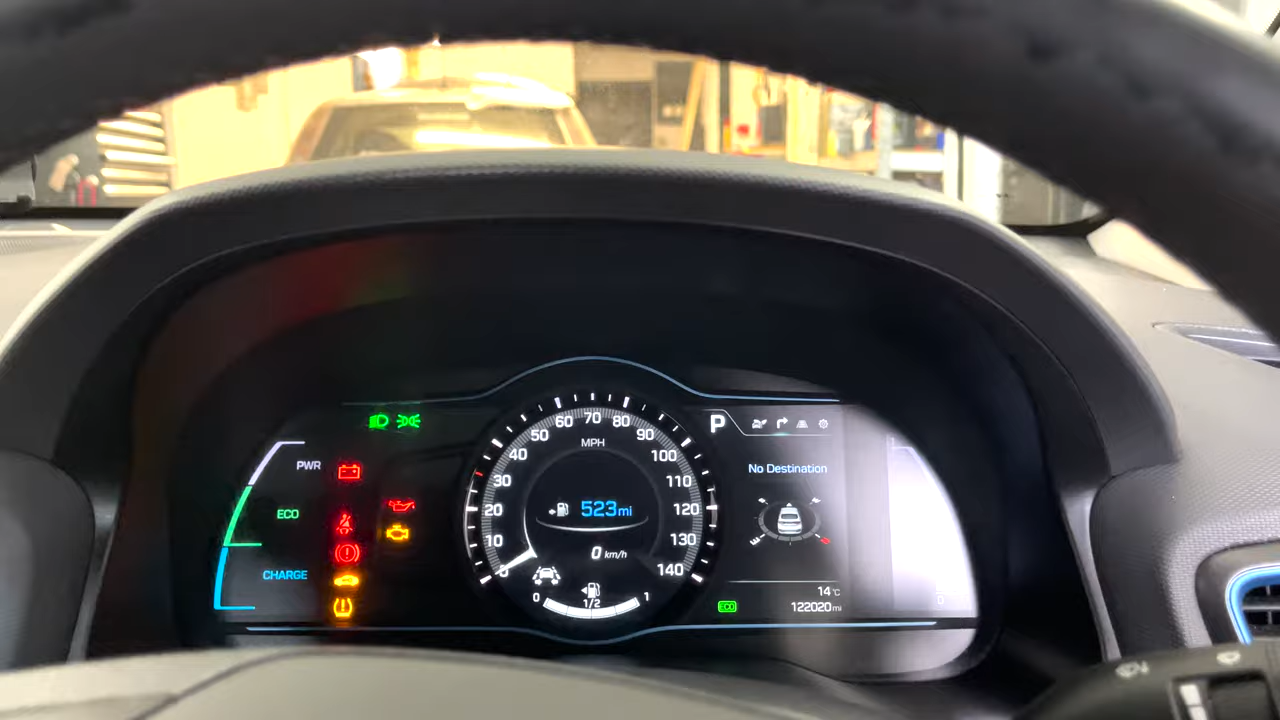 PWR
ECO
CHARGE
0
10
20
30
40
50
60
70
80
90
100
110
120
130
140
MPH
523mi
0 km/h
0 1/2 1
P
No Destination
N
E
14°C
ECO
122020mi